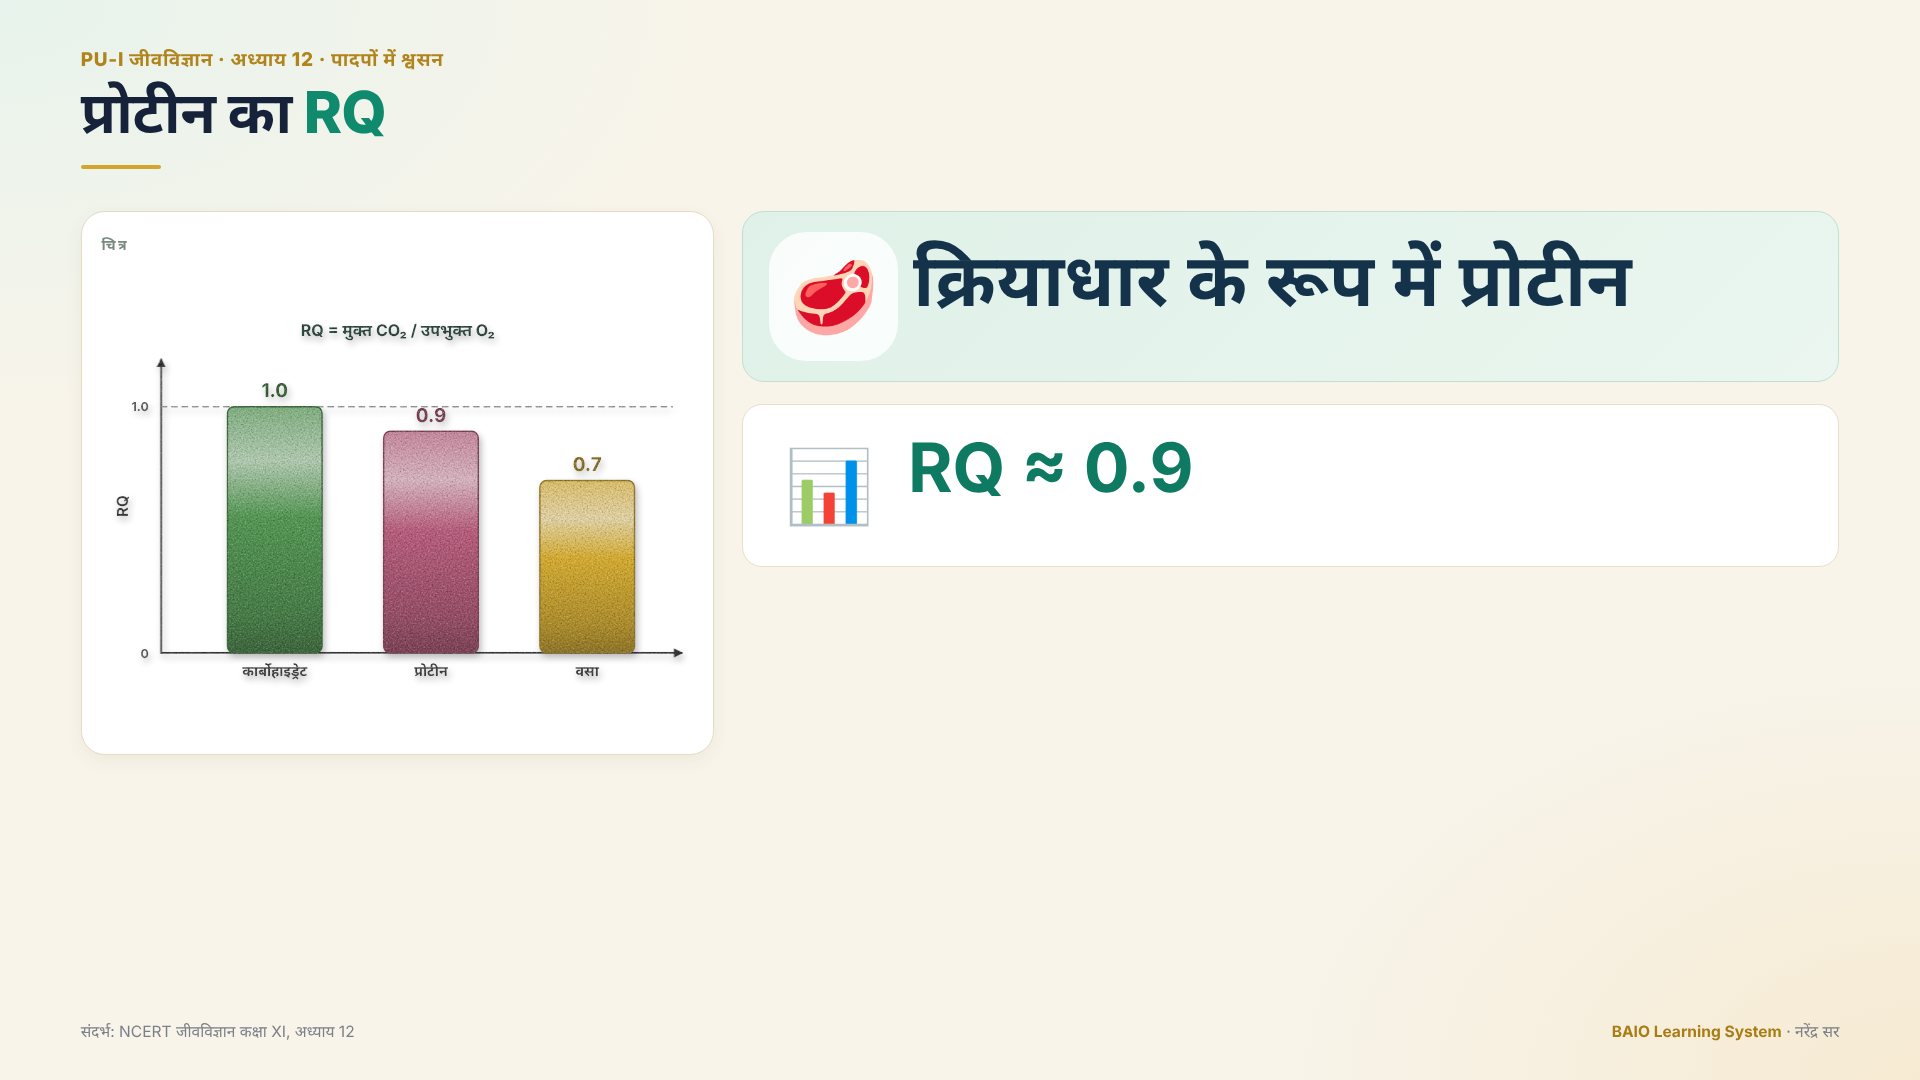 PU-I जीवविज्ञान · अध्याय 12 · पादपों में श्वसन
प्रोटीन का RQ
चित्र
RQ = मुक्त CO₂ / उपभुक्त O₂
1.0
1.0
0.9
0.7
RQ
0
कार्बोहाइड्रेट
प्रोटीन
वसा
क्रियाधार के रूप में प्रोटीन
RQ ≈ 0.9
संदर्भ: NCERT जीवविज्ञान कक्षा XI, अध्याय 12
BAIO Learning System · नरेंद्र सर